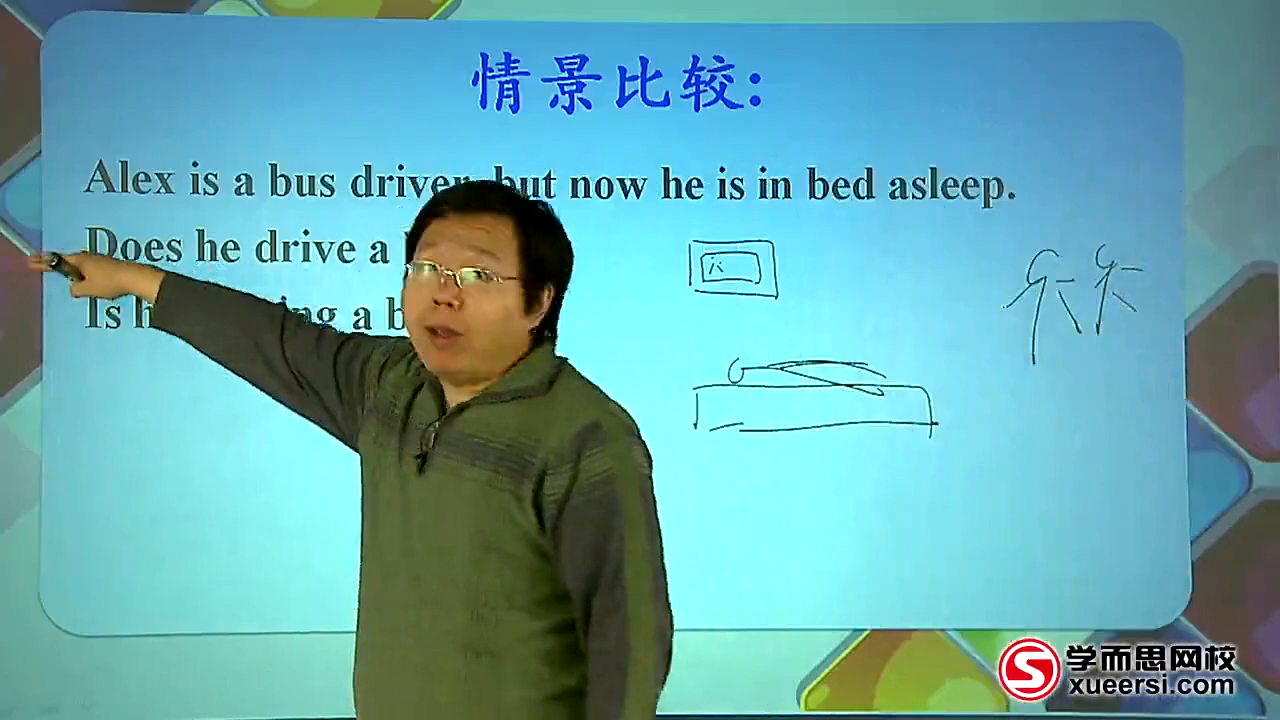 情景比较:
Alex is a bus driver, but now he is in bed asleep.
Does he drive a
Is a
学而思网校
xueersi.com